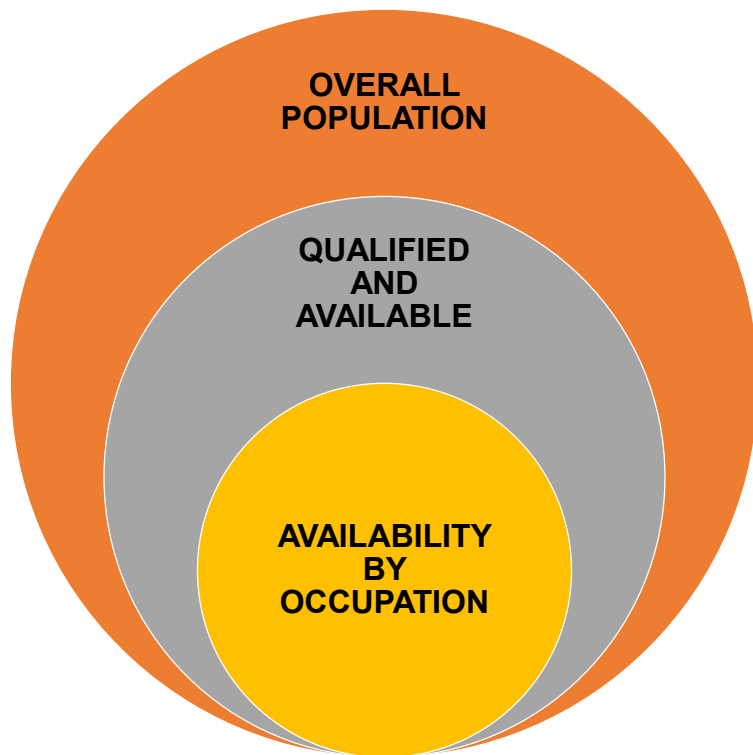 OVERALL
POPULATION
QUALIFIED
AND
AVAILABLE
AVAILABILITY
BY
OCCUPATION